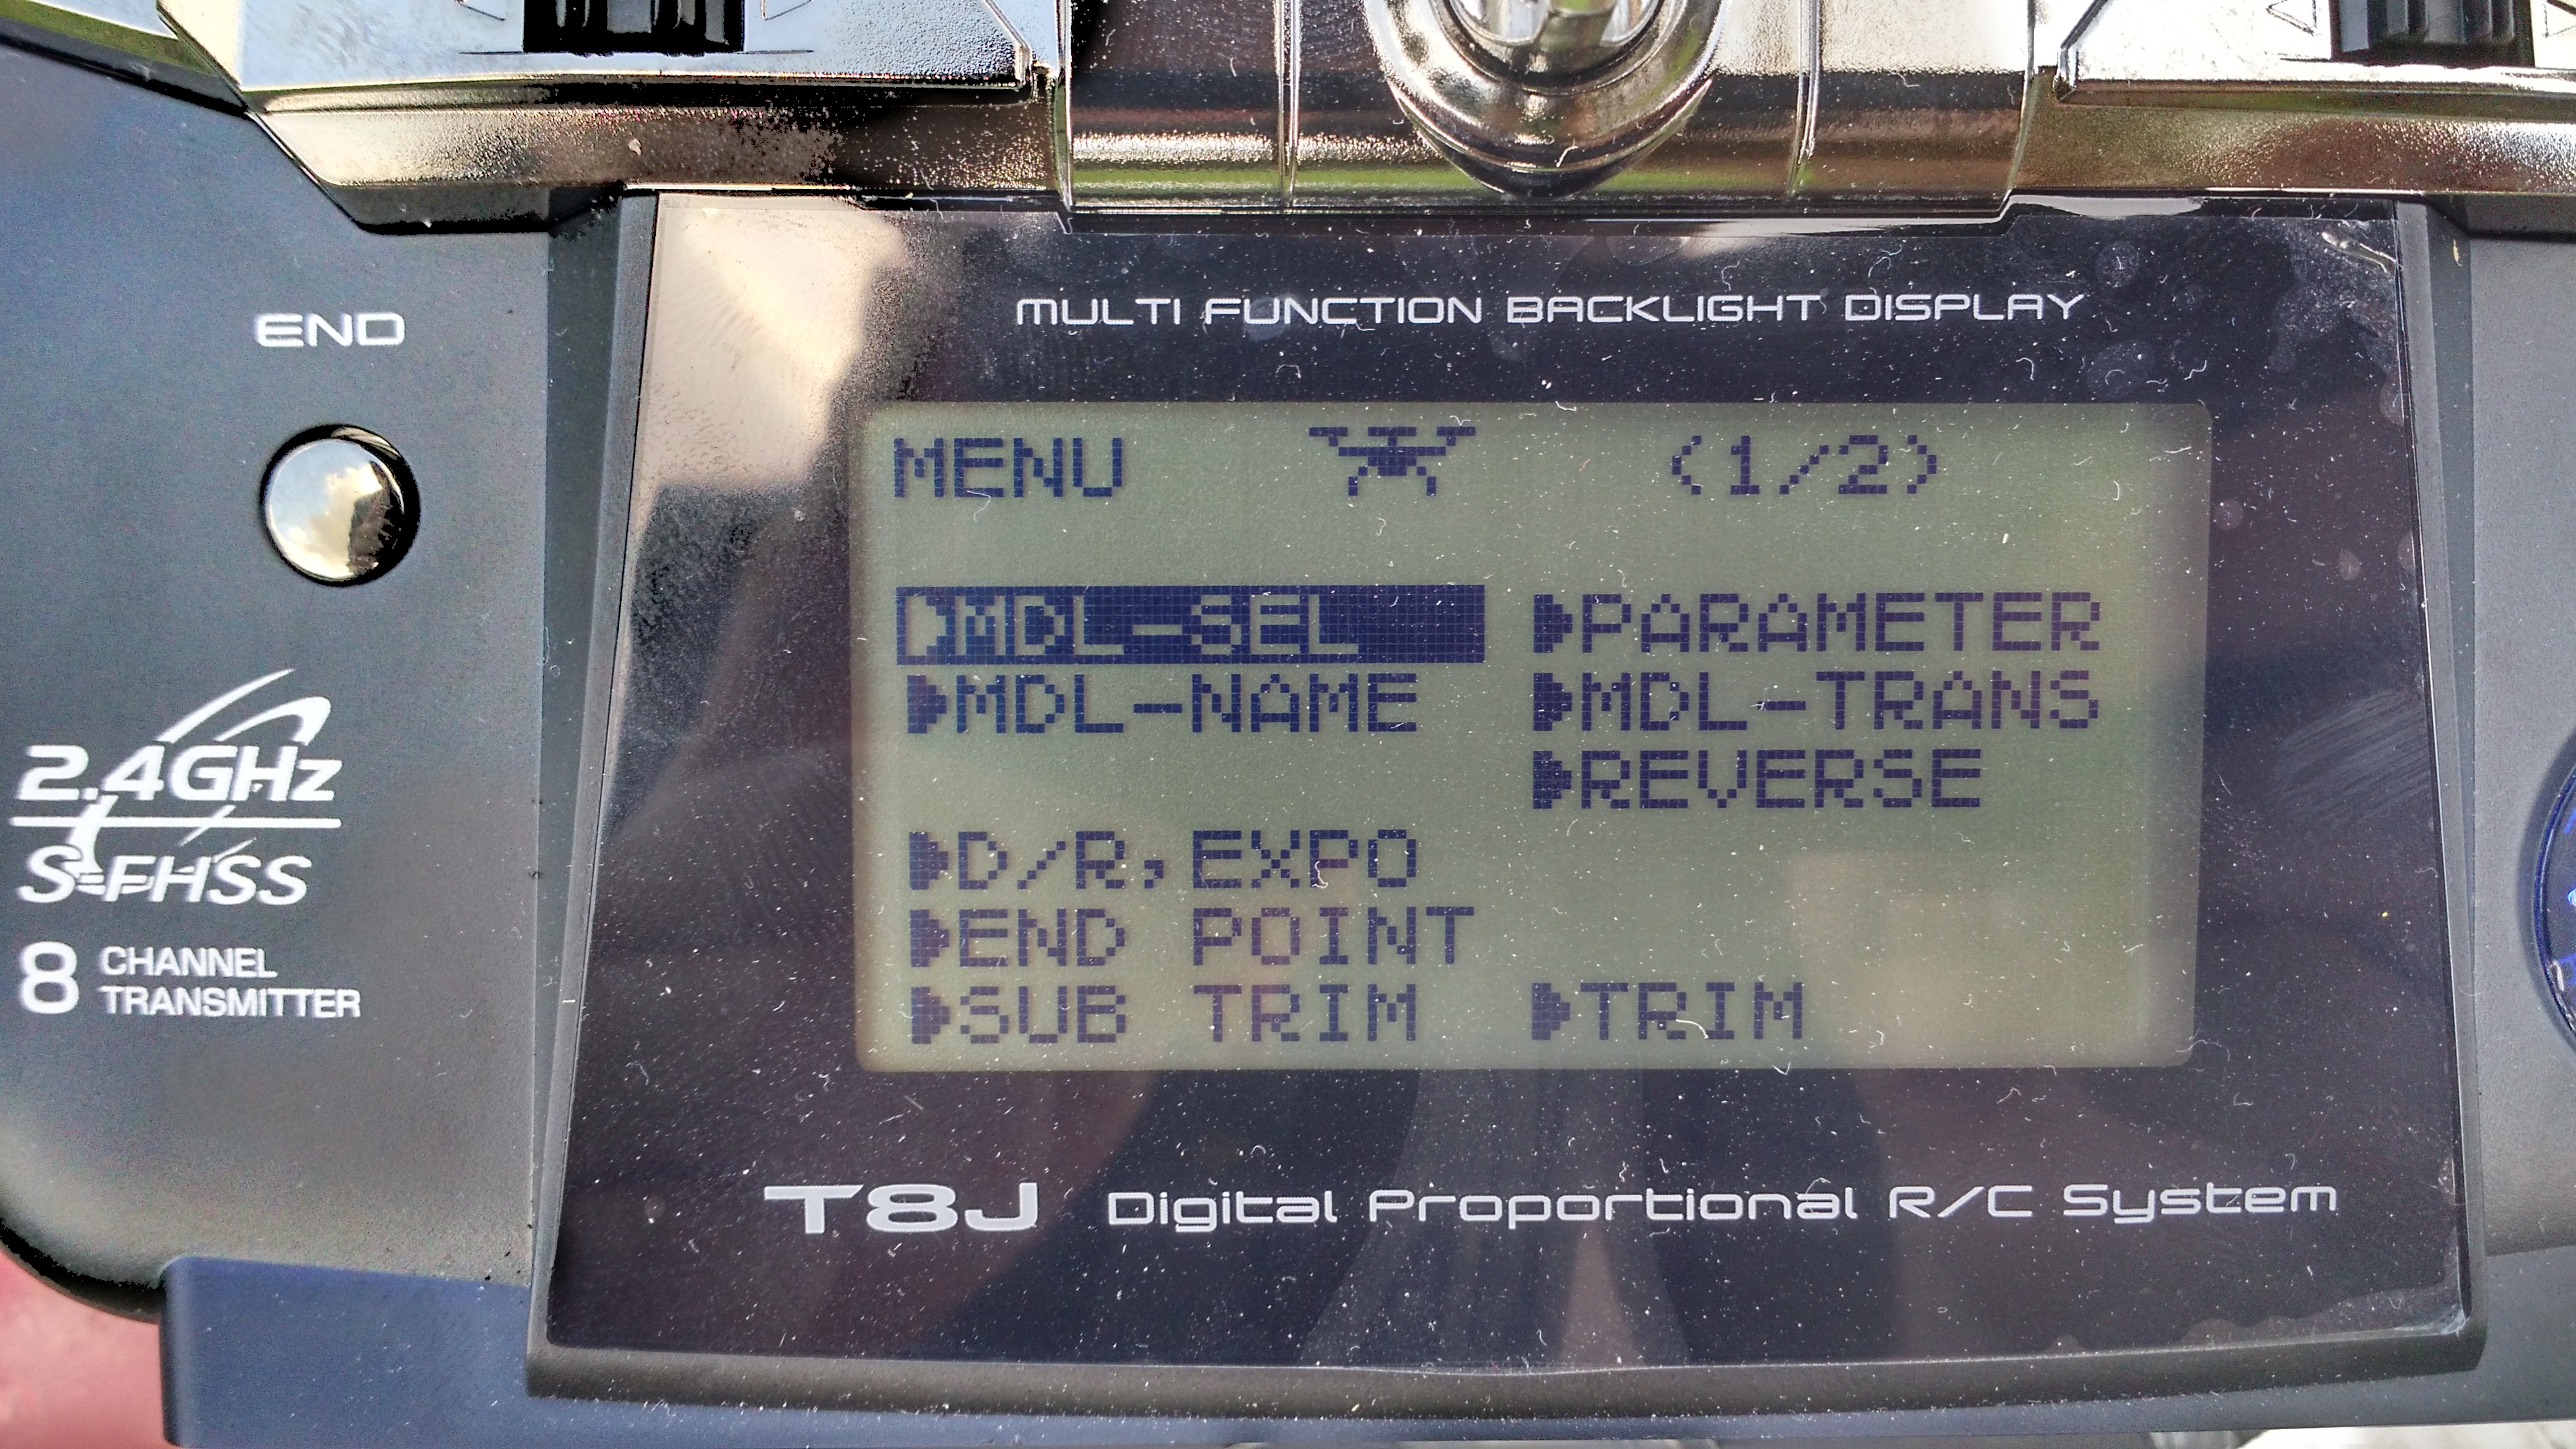 MULTI FUNCTION BACKLIGHT DISPLAY
END
MENU (1/2)
MDL-SEL PARAMETER
MDL-NAME MDL-TRANS
REVERSE
D/R,EXPO
END POINT
SUB TRIM TRIM
2.4GHz
S-FHSS
8 CHANNEL
TRANSMITTER
T8J Digital Proportional R/C System